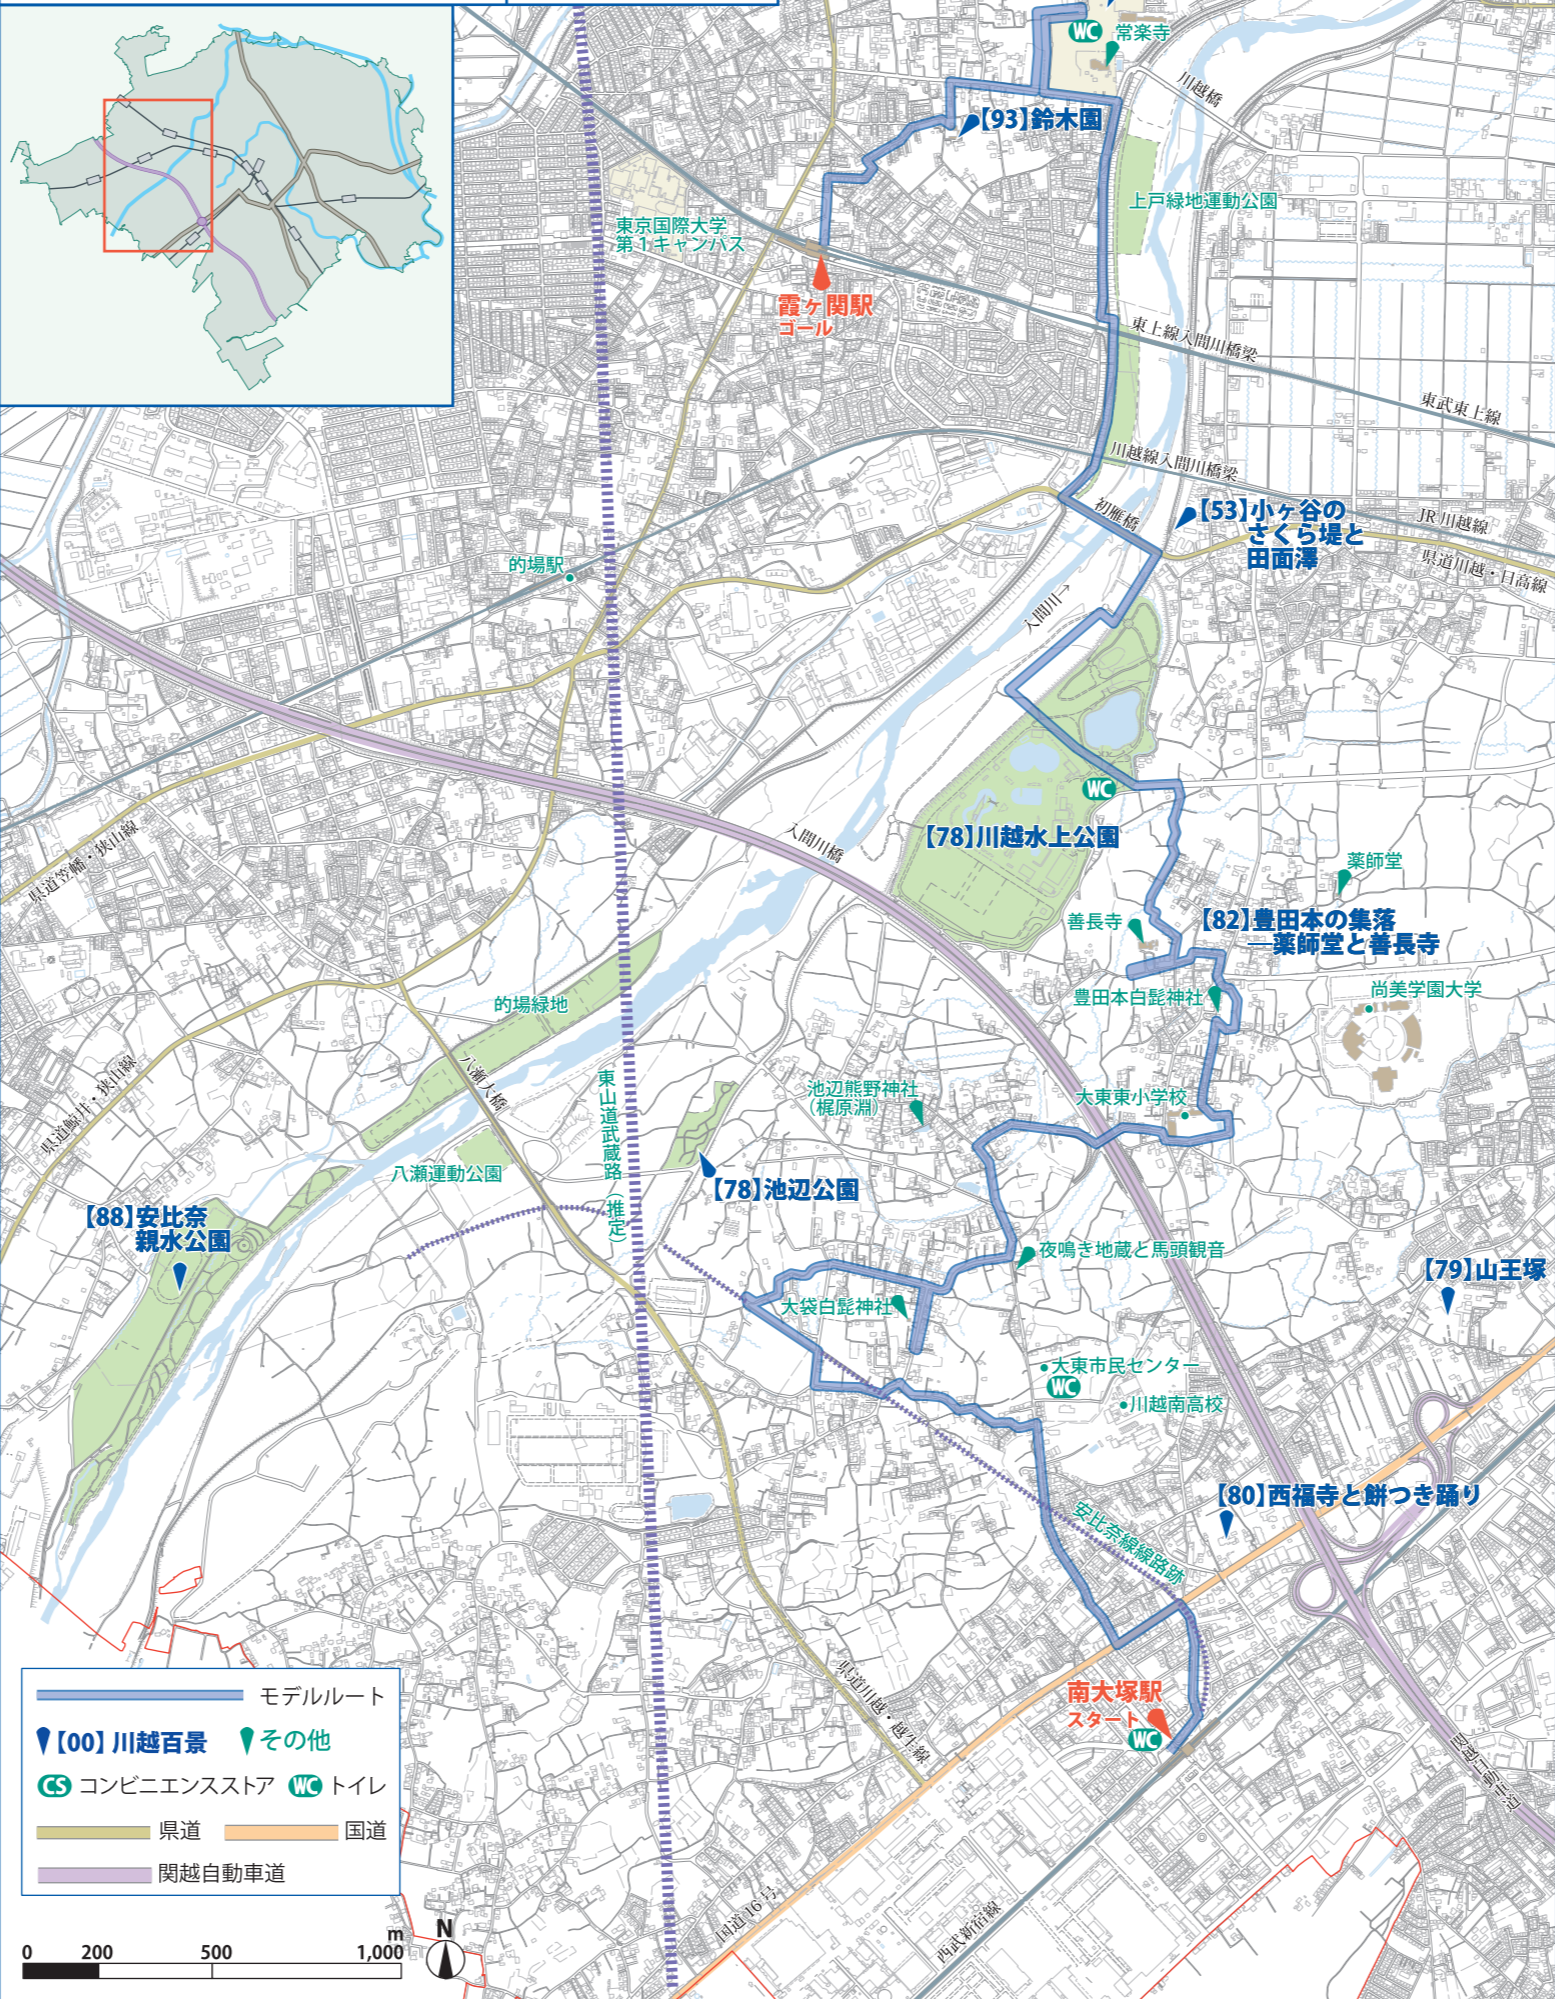 WC
常楽寺
川越橋
【93】鈴木園
上戸緑地運動公園
東京国際大学
第1キャンパス
霞ヶ関駅
ゴール
東上線入間川橋梁
東武東上線
川越線入間川橋梁
初雁橋
【53】小ヶ谷の
さくら堤と
田面澤
JR川越線
県道川越・日高線
的場駅
入間川→
WC
入間川橋
【78】川越水上公園
県道笠幡・狭山線
薬師堂
善長寺
【82】豊田本の集落
―薬師堂と善長寺
的場緑地
豊田本白髭神社
尚美学園大学
八瀬大橋
東山道武蔵路（推定）
池辺熊野神社
（梶原淵）
大東東小学校
県道鯨井・狭山線
八瀬運動公園
【78】池辺公園
【88】安比奈
親水公園
夜鳴き地蔵と馬頭観音
【79】山王塚
大袋白髭神社
大東市民センター
WC
川越南高校
【80】西福寺と餅つき踊り
安比奈線線路跡
県道川越・越生線
南大塚駅
スタート
WC
関越自動車道
国道16号
西武新宿線
モデルルート
【00】川越百景
その他
CS コンビニエンスストア
WC トイレ
県道
国道
関越自動車道
m
0 200 500 1,000
N